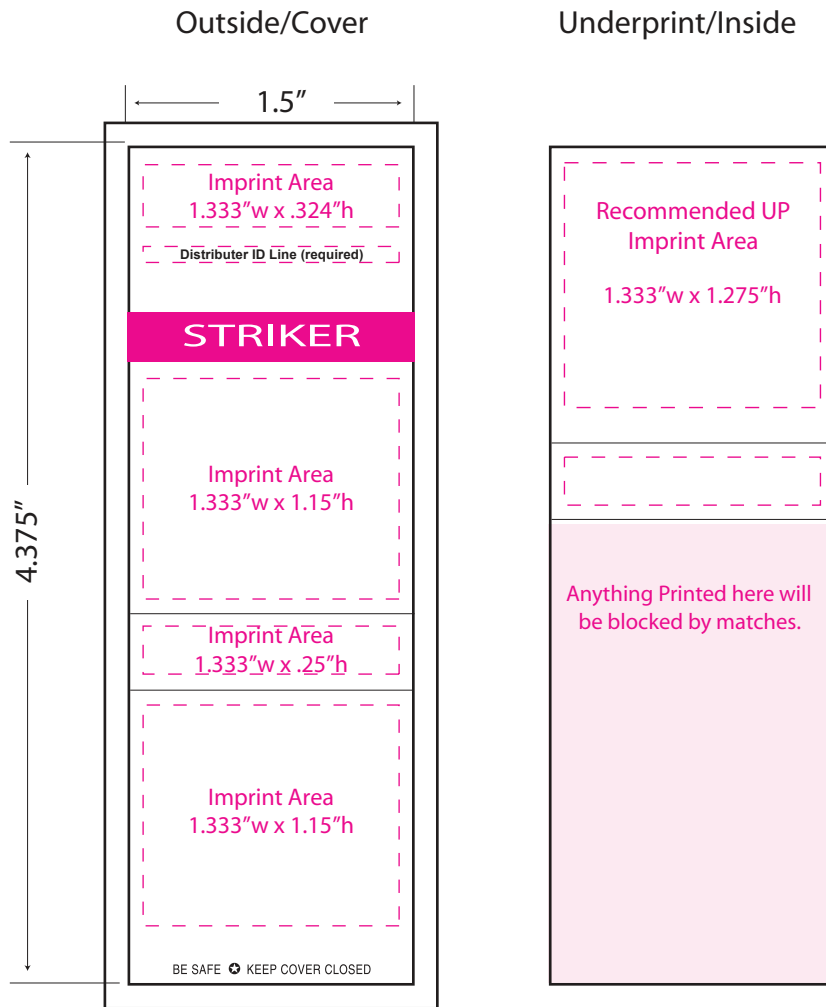 Outside/Cover
Underprint/Inside
1.5”
4.375”
Imprint Area
1.333”w x .324”h
Distributer ID Line (required)
STRIKER
Imprint Area
1.333”w x 1.15”h
Imprint Area
1.333”w x .25”h
Imprint Area
1.333”w x 1.15”h
BE SAFE ✪ KEEP COVER CLOSED
Recommended UP
Imprint Area
1.333”w x 1.275”h
Anything Printed here will
be blocked by matches.